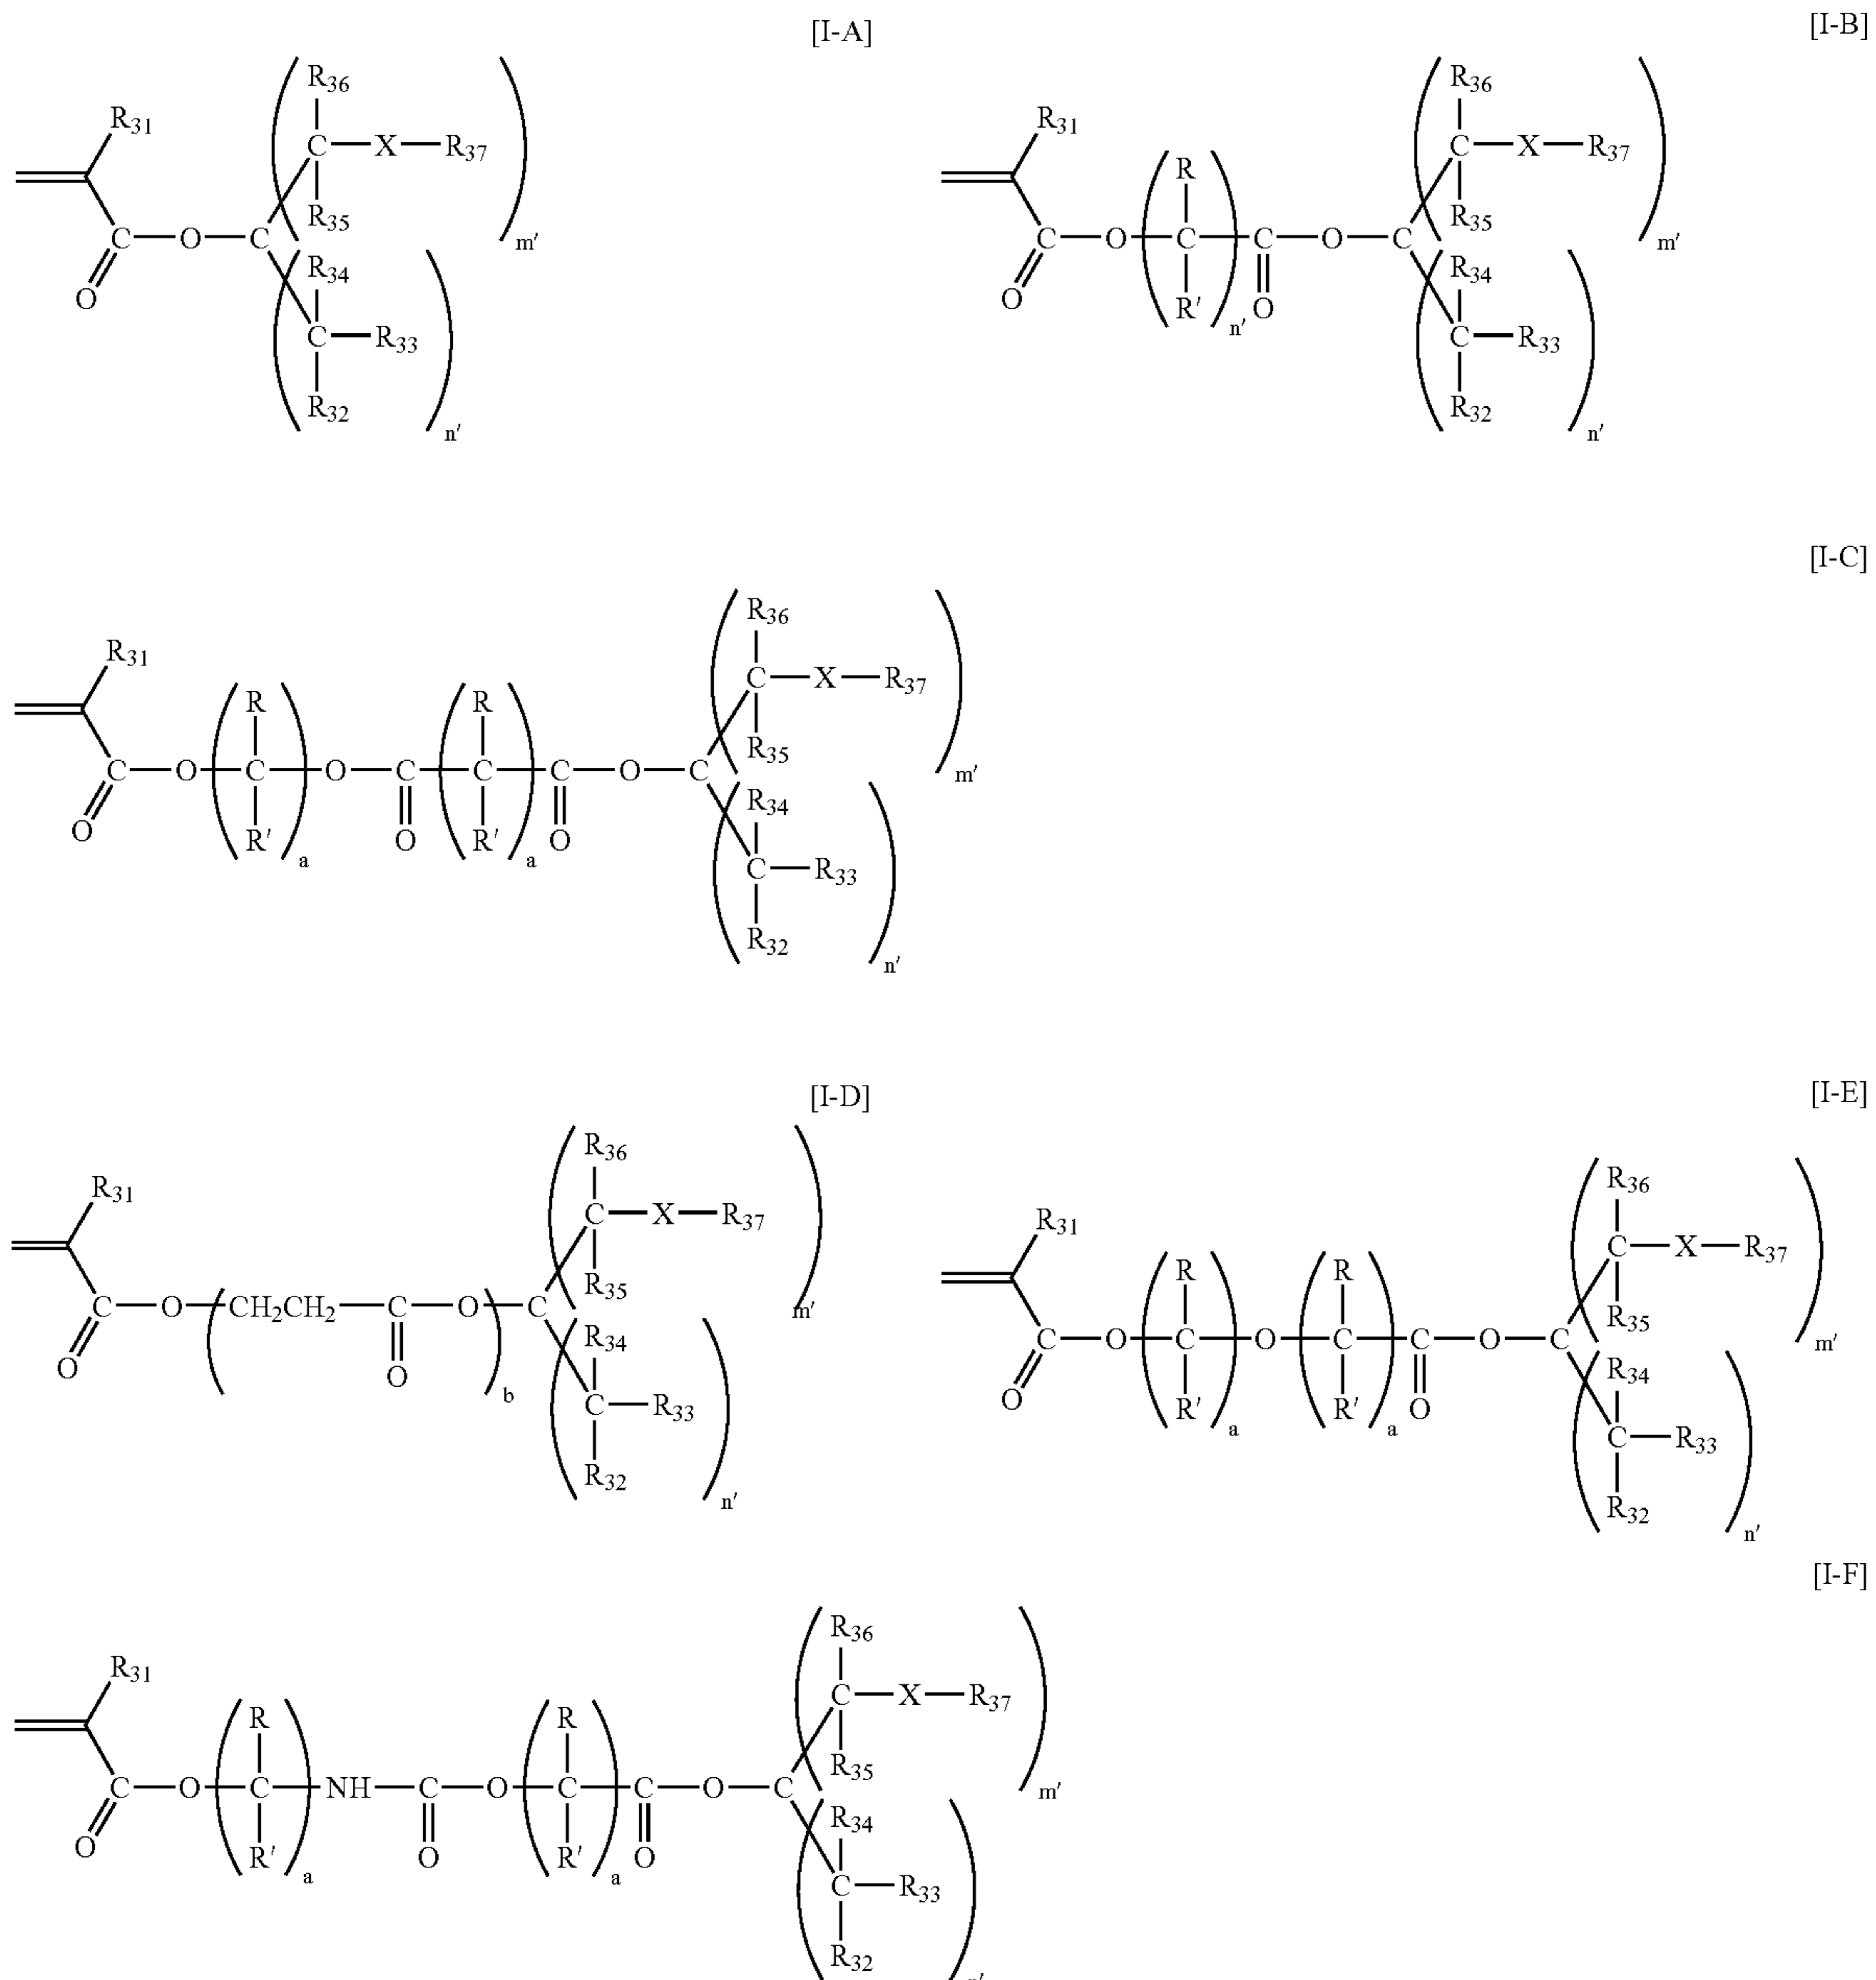 [I-A]
R36
R31
C—X—R37
R35
C—O—C
m'
R34
O
C—R33
R32
n'
[I-B]
R36
R31
C—X—R37
R
R35
C—O—C—C—O—C
m'
R34
O
R'
n'
O
C—R33
R32
n'
[I-C]
R36
R31
C—X—R37
R
R
R35
C—O—C—O—C—C—C—O—C
m'
R34
O
R'
a
O
R'
a
O
C—R33
R32
n'
[I-D]
R36
R31
C—X—R37
R35
C—O—CH2CH2—C—O—C
m'
R34
O
O
b
C—R33
R32
n'
[I-E]
R36
R31
C—X—R37
R
R
R35
C—O—C—O—C—C—O—C
m'
R34
O
R'
a
R'
a
O
C—R33
R32
n'
[I-F]
R36
R31
C—X—R37
R
R
R35
C—O—C—NH—C—O—C—C—O—C
m'
R34
O
R'
a
O
R'
a
O
C—R33
R32
n'